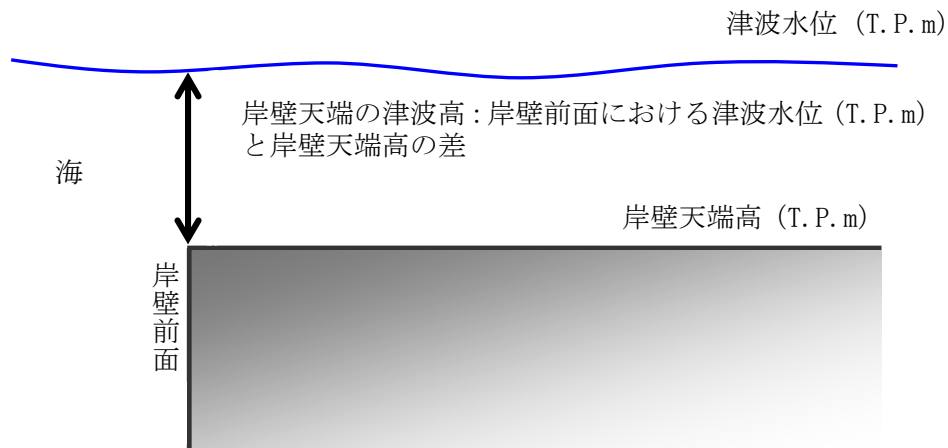 津波水位 (T.P.m)
岸壁天端の津波高:岸壁前面における津波水位(T.P.m)
と岸壁天端高の差
海
岸壁天端高(T.P.m)
岸壁前面